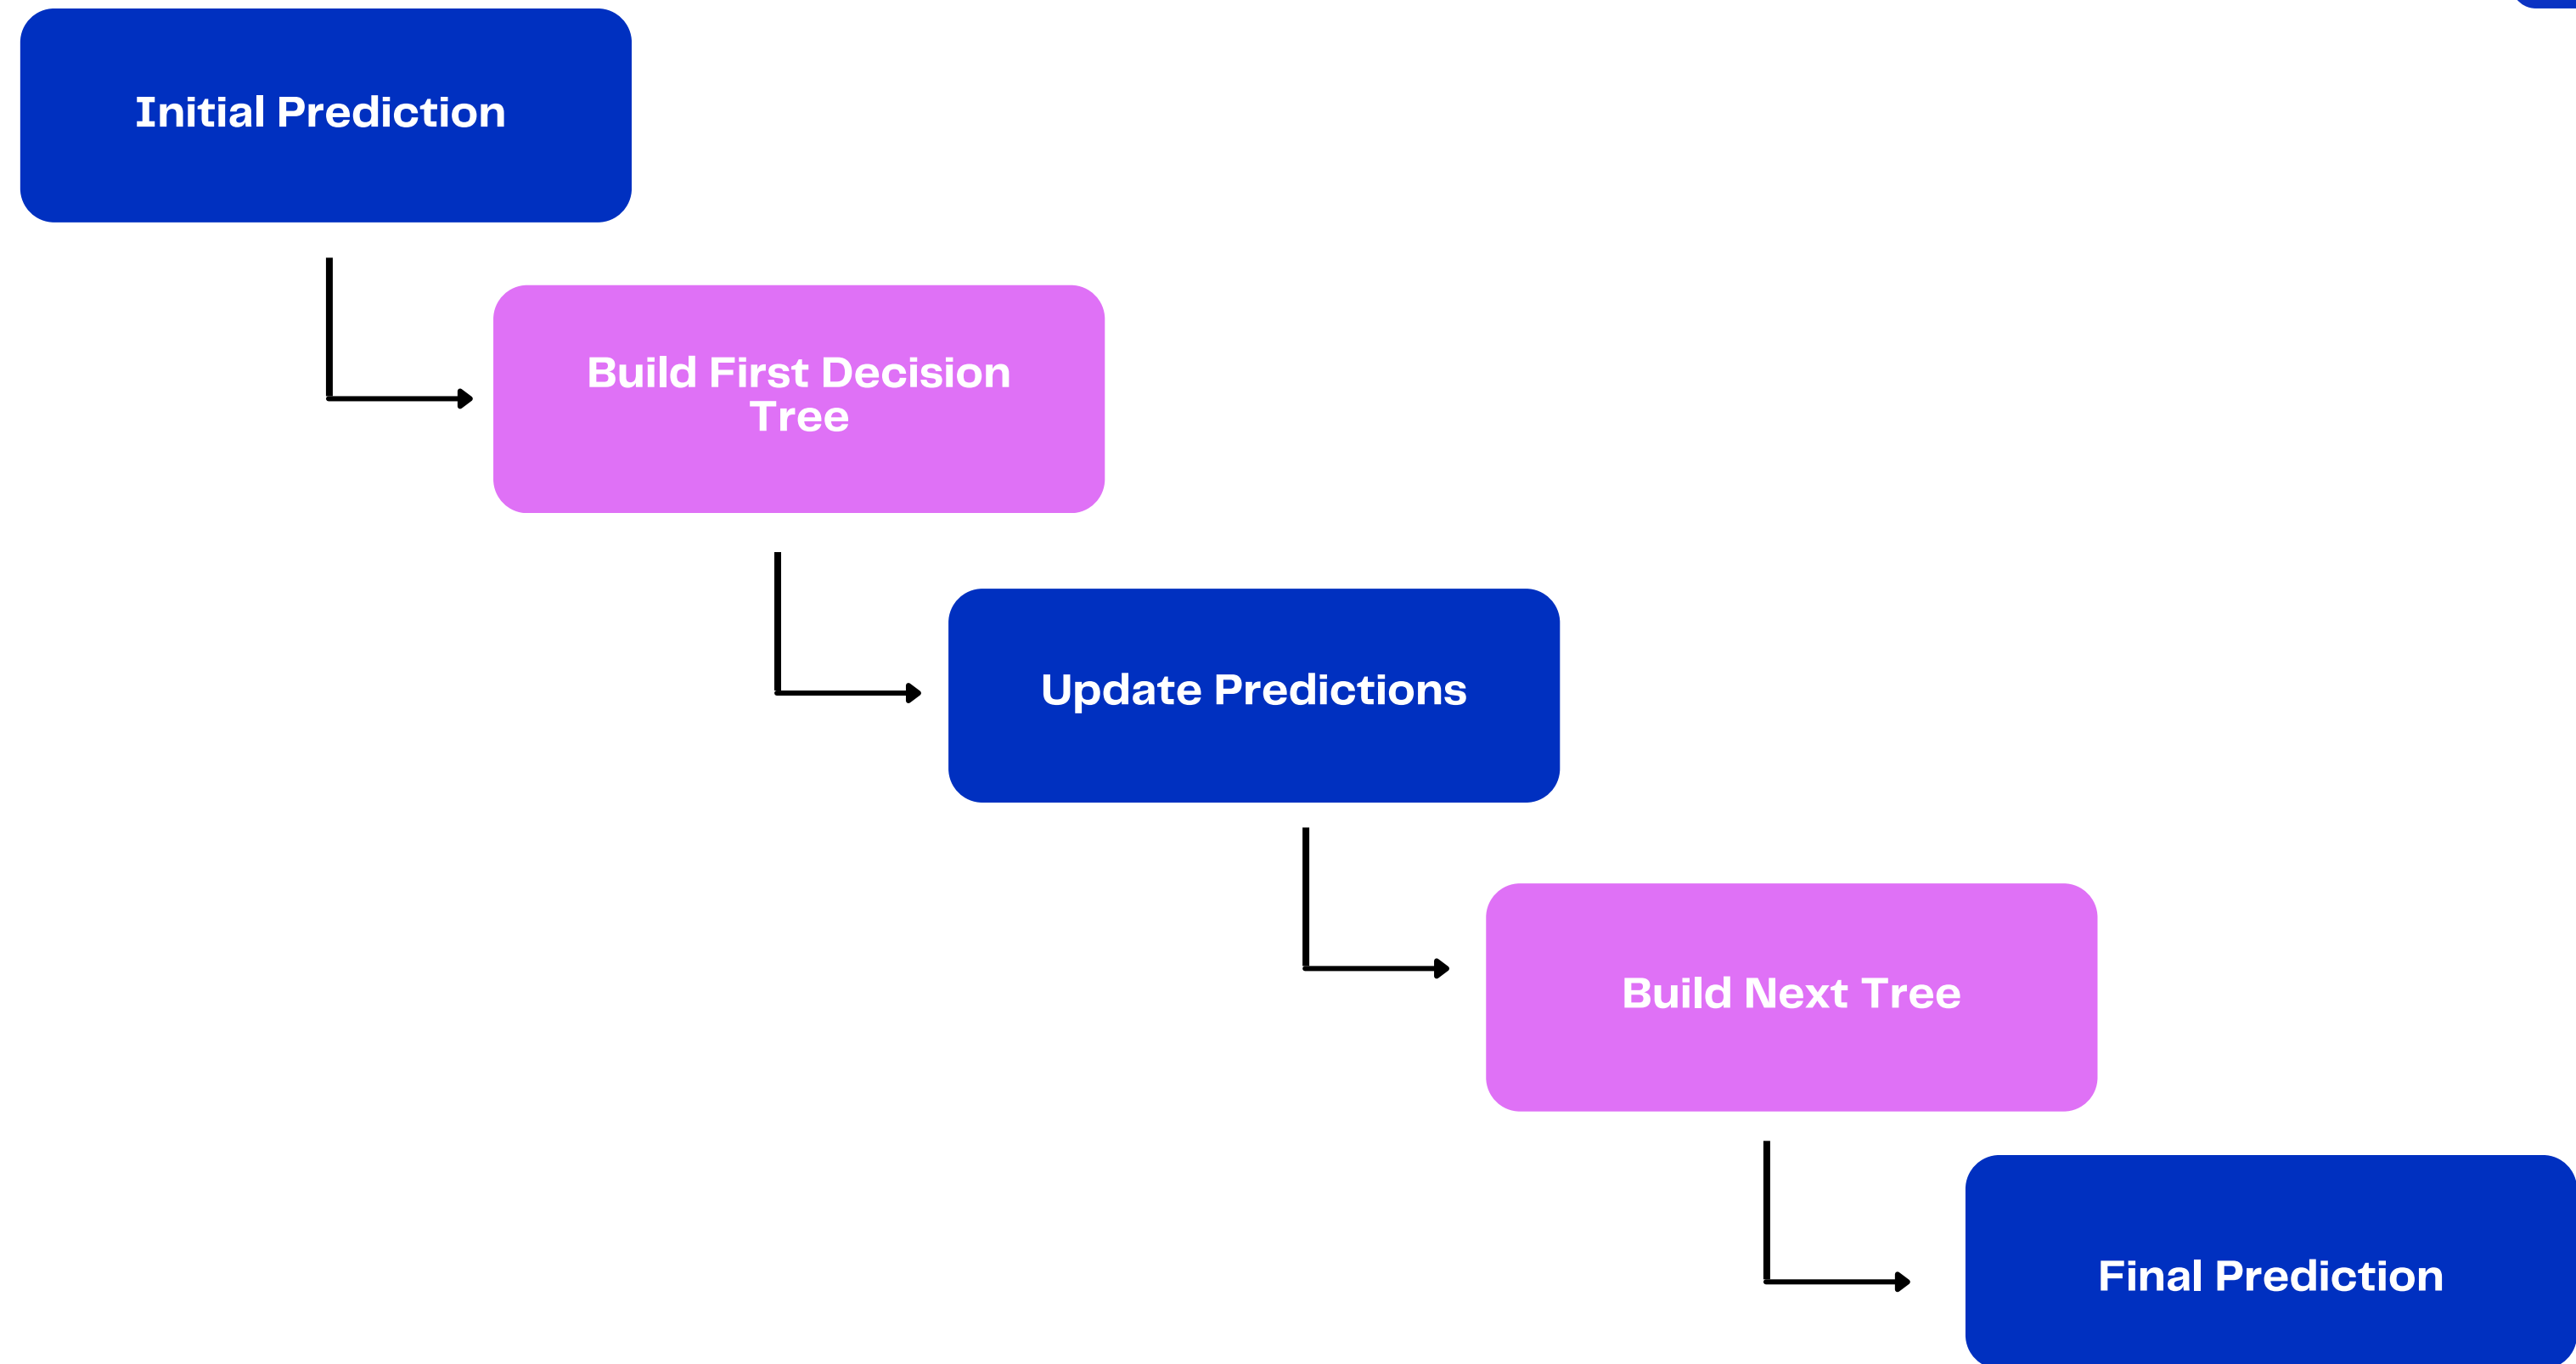 Initial Prediction
Build First Decision
Tree
Update Predictions
Build Next Tree
Final Prediction